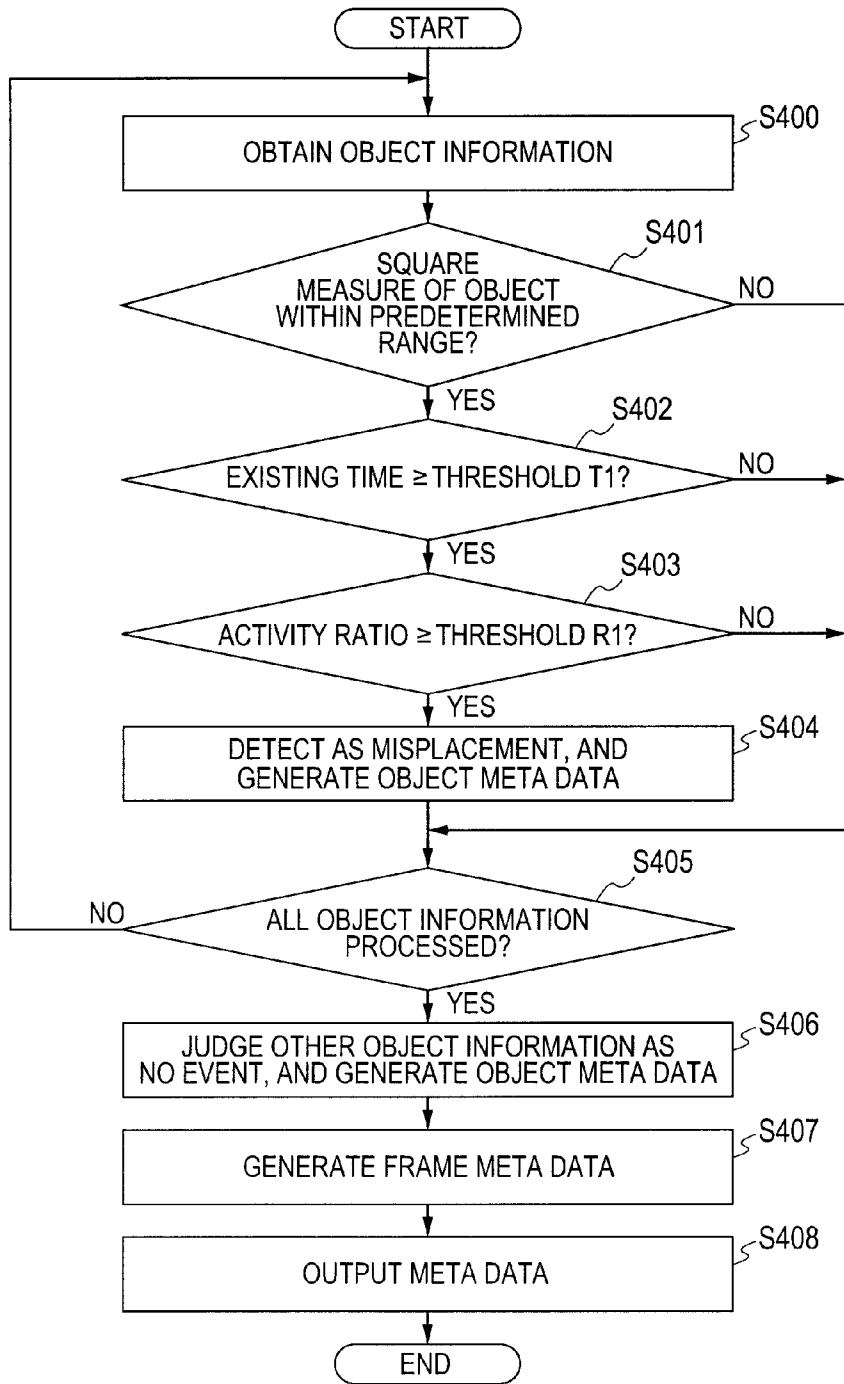 START
S400
OBTAIN OBJECT INFORMATION
S401
SQUARE
MEASURE OF OBJECT
WITHIN PREDETERMINED
RANGE?
NO
YES
S402
EXISTING TIME ≥ THRESHOLD T1?
NO
YES
S403
ACTIVITY RATIO ≥ THRESHOLD R1?
NO
YES
S404
DETECT AS MISPLACEMENT, AND
GENERATE OBJECT META DATA
S405
NO
ALL OBJECT INFORMATION
PROCESSED?
YES
S406
JUDGE OTHER OBJECT INFORMATION AS
NO EVENT, AND GENERATE OBJECT META DATA
S407
GENERATE FRAME META DATA
S408
OUTPUT META DATA
END